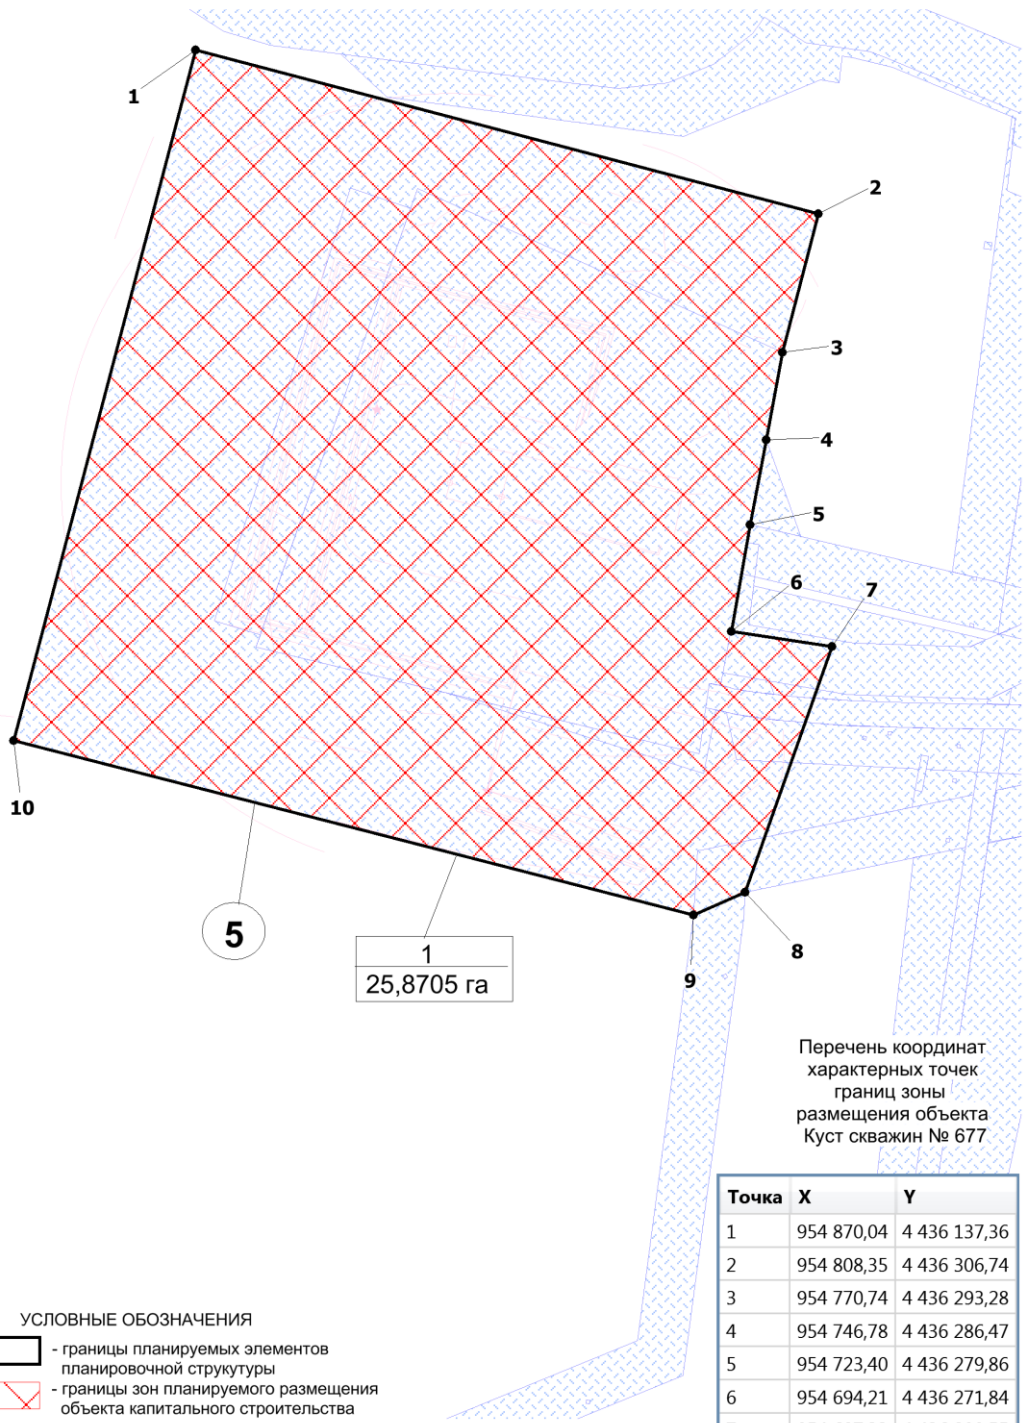 1
2
3
4
5
6
7
10
5
1
25,8705 га
8
9
Перечень координат
характерных точек
границ зоны
размещения объекта
Куст скважин № 677
Точка X Y
1 954 870,04 4 436 137,36
2 954 808,35 4 436 306,74
3 954 770,74 4 436 293,28
4 954 746,78 4 436 286,47
5 954 723,40 4 436 279,86
6 954 694,21 4 436 271,84
УСЛОВНЫЕ ОБОЗНАЧЕНИЯ
- границы планируемых элементов
планировочной струкутуры
- границы зон планируемого размещения
объекта капитального строительства